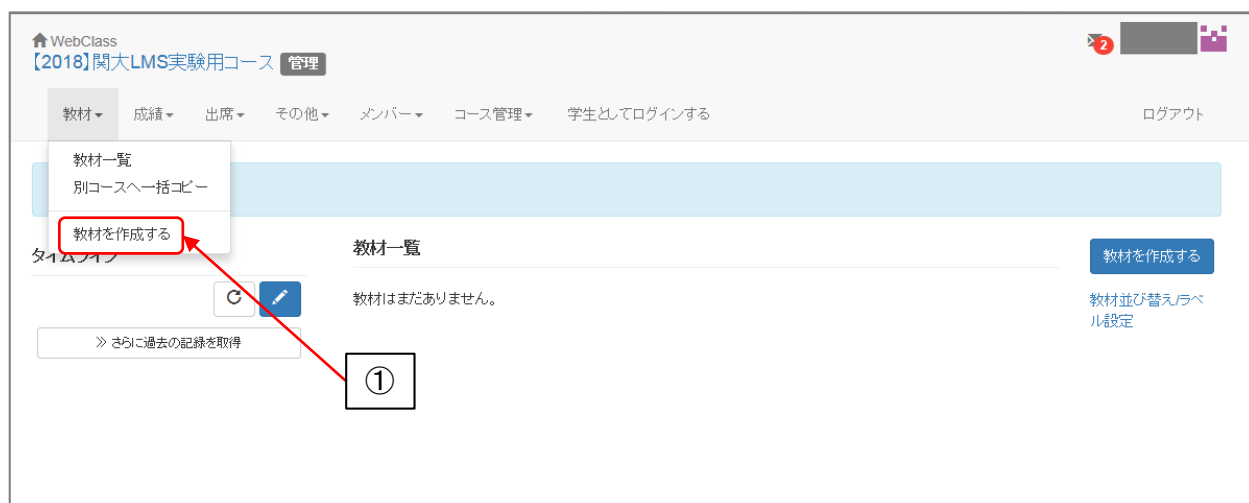 WebClass
【2018】関大LMS実験用コース 管理
2
教材 成績 出席 その他 メンバー コース管理 学生としてログインする ログアウト
教材一覧
別コースへ一括コピー
教材を作成する
タイムライン
教材一覧
教材を作成する
教材はまだありません。
教材並び替え/ラベ
ル設定
≫ さらに過去の記録を取得
①